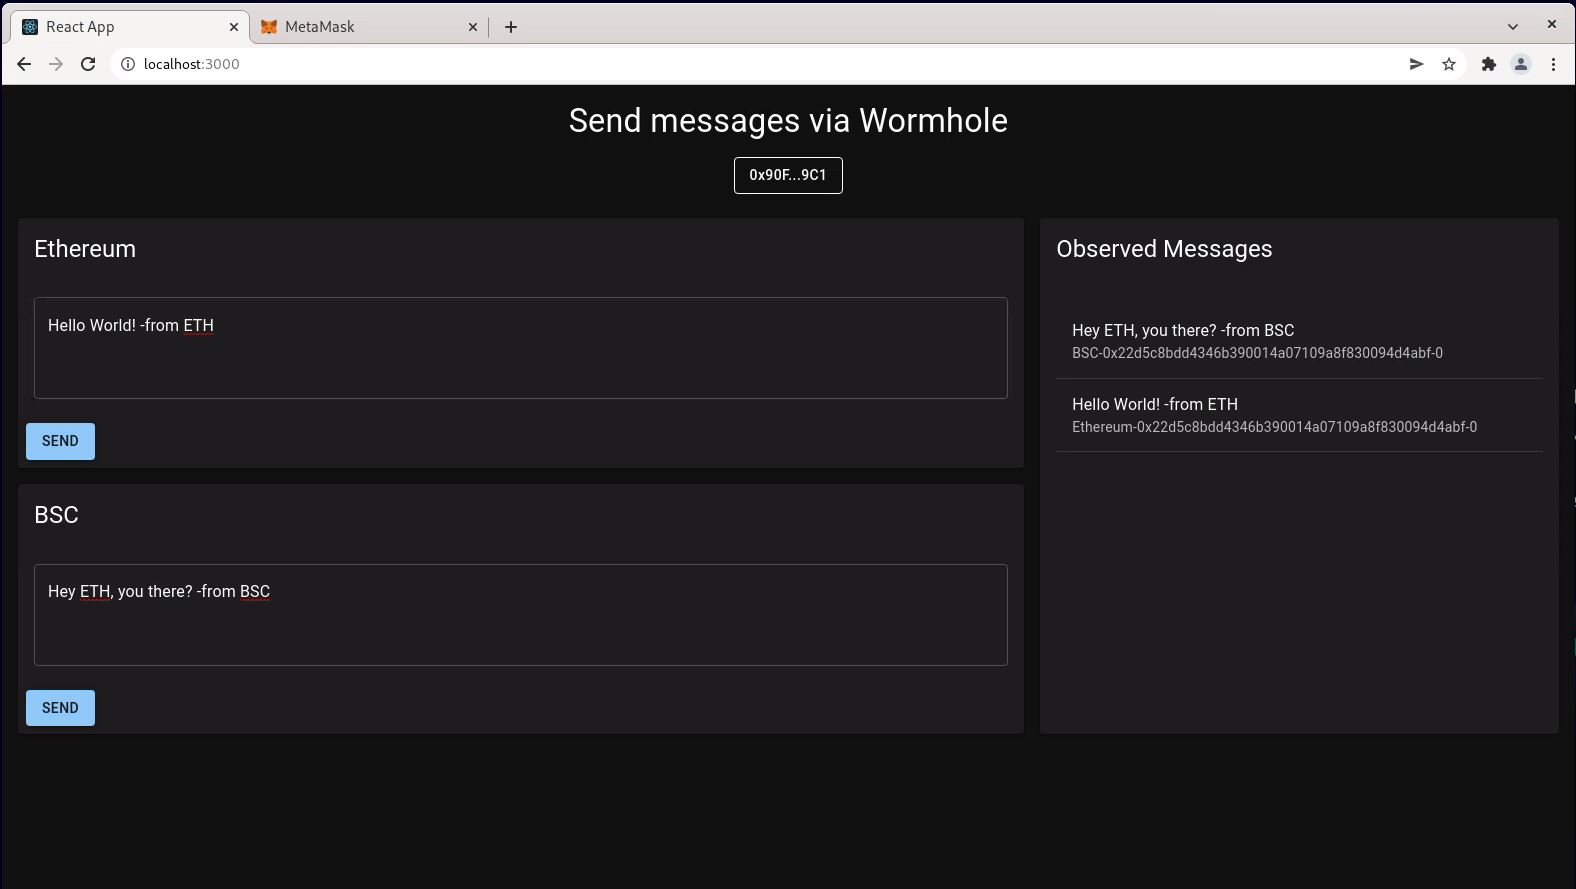 React App
MetaMask
localhost:3000
Send messages via Wormhole
0x90F...9C1
Ethereum
Hello World! -from ETH
SEND
BSC
Hey ETH, you there? -from BSC
SEND
Observed Messages
Hey ETH, you there? -from BSC
BSC-0x22d5c8bdd4346b390014a07109a8f830094d4abf-0
Hello World! -from ETH
Ethereum-0x22d5c8bdd4346b390014a07109a8f830094d4abf-0